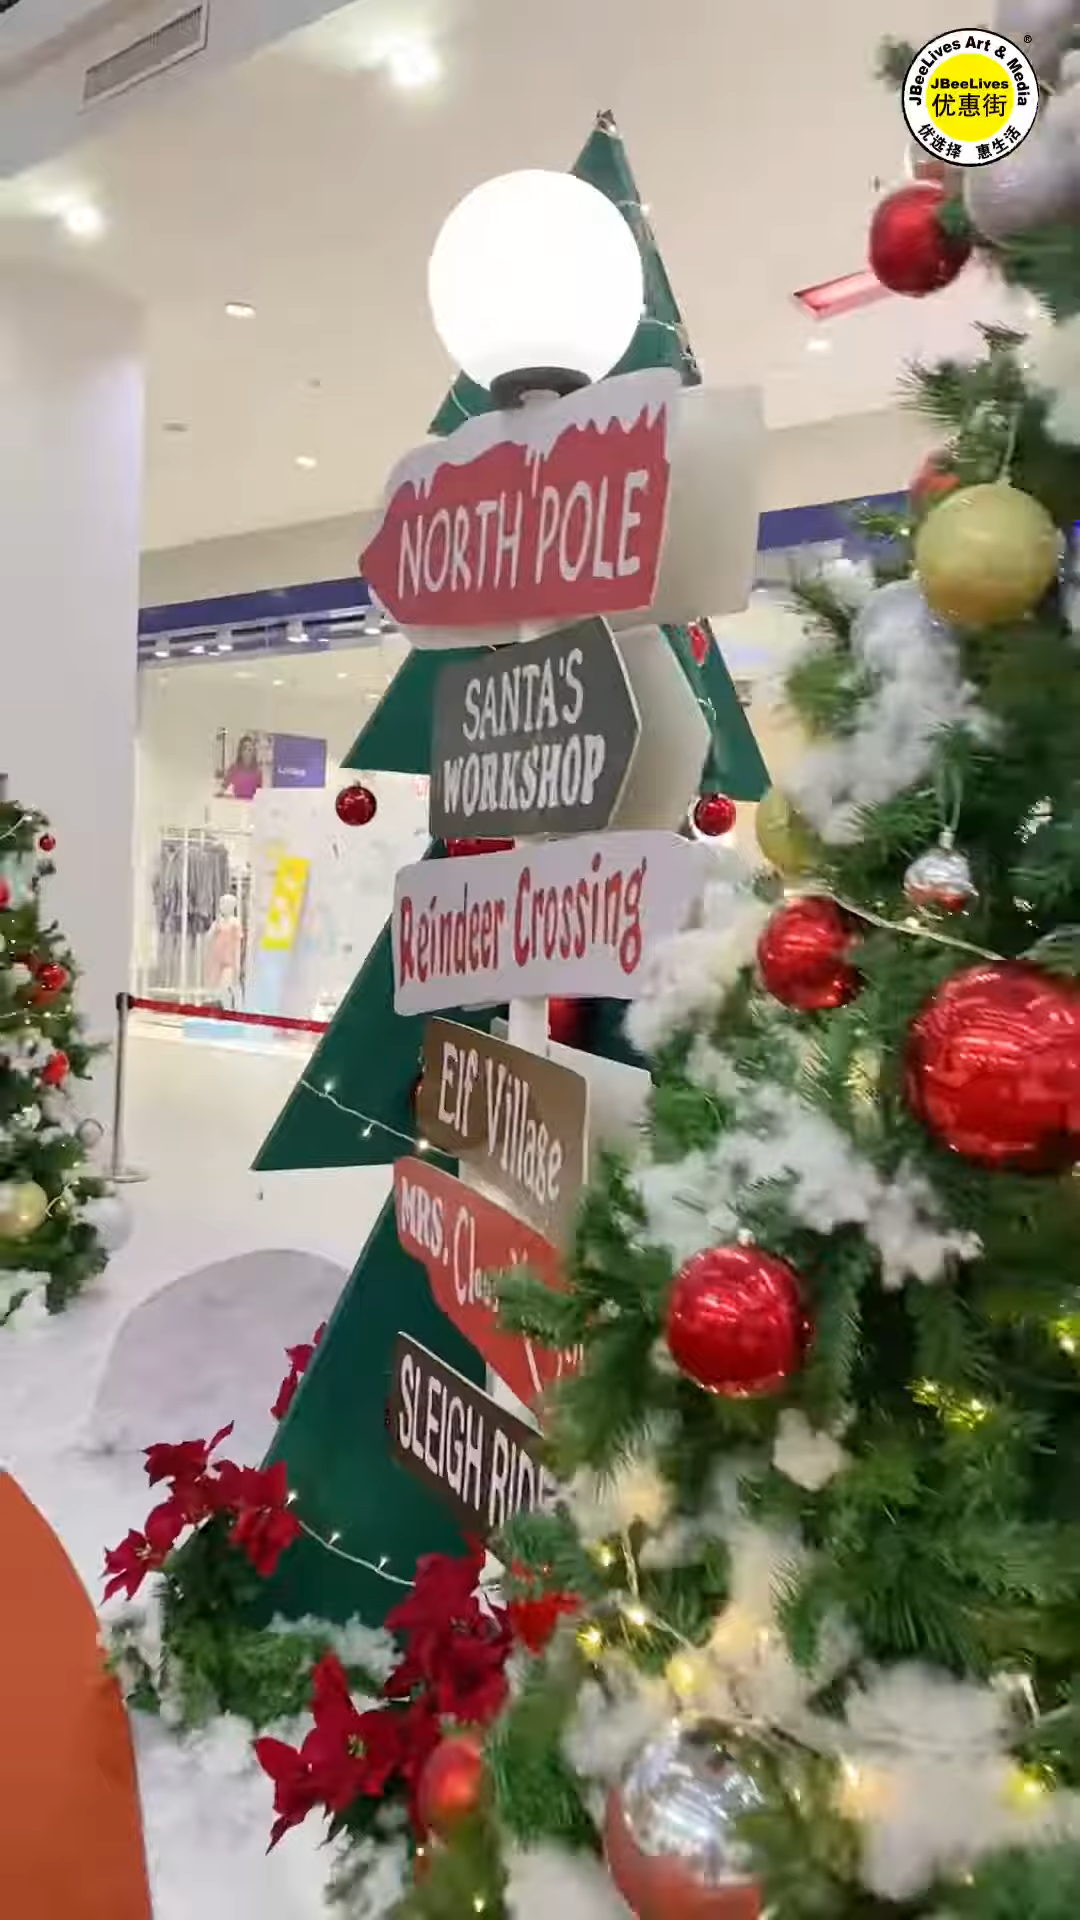 JBeeLives Art & Media
®
JBeeLives
优惠街
优选择 惠生活
NORTH POLE
SANTA'S
WORKSHOP
Reindeer Crossing
Elf Village
MRS.
SLEIGH